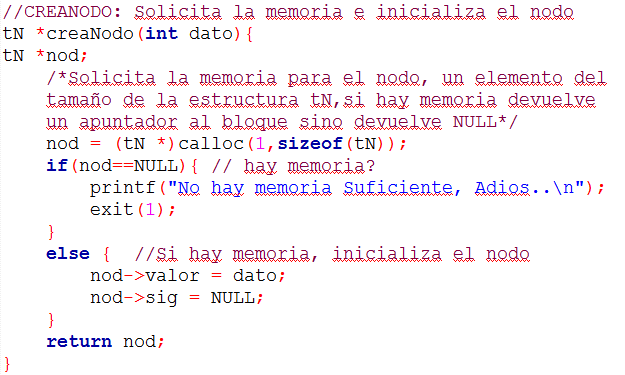 //CREANODO: Solicita la memoria e inicializa el nodo
tN *creaNodo(int dato){
tN *nod;
/*Solicita la memoria para el nodo, un elemento del
tamaño de la estructura tN,si hay memoria devuelve
un apuntador al bloque sino devuelve NULL*/
nod = (tN *)calloc(1,sizeof(tN));
if(nod==NULL){ // hay memoria?
printf("No hay memoria Suficiente, Adios..\n");
exit(1);
}
else {  //Si hay memoria, inicializa el nodo
nod->valor = dato;
nod->sig = NULL;
}
return nod;
}